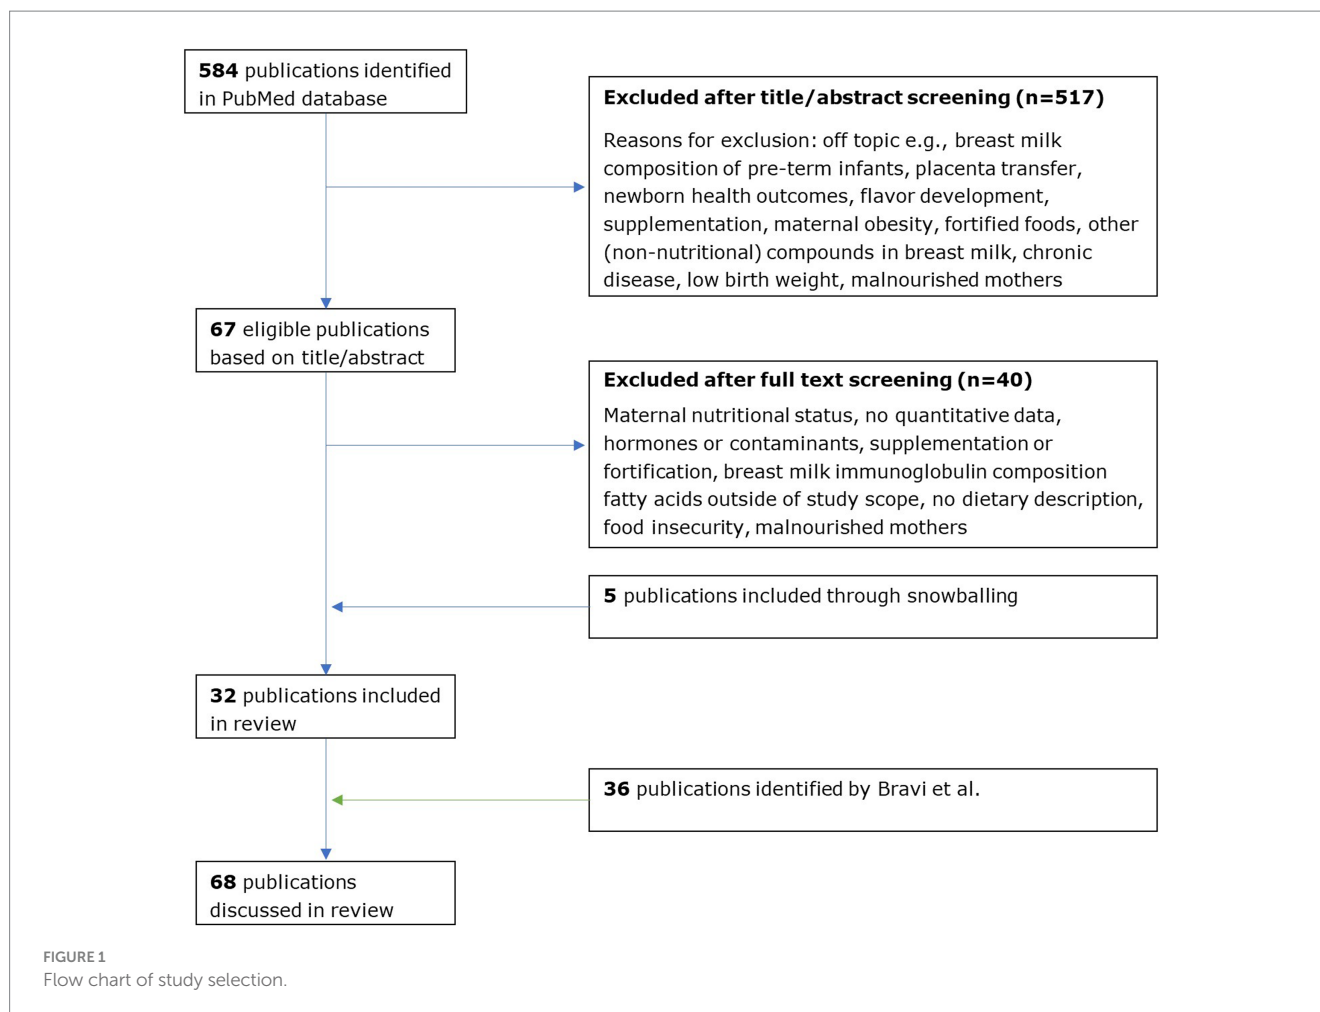 584 publications identified
in PubMed database
Excluded after title/abstract screening (n=517)
Reasons for exclusion: off topic e.g., breast milk
composition of pre-term infants, placenta transfer,
newborn health outcomes, flavor development,
supplementation, maternal obesity, fortified foods, other
(non-nutritional) compounds in breast milk, chronic
disease, low birth weight, malnourished mothers
67 eligible publications
based on title/abstract
Excluded after full text screening (n=40)
Maternal nutritional status, no quantitative data,
hormones or contaminants, supplementation or
fortification, breast milk immunoglobulin composition
fatty acids outside of study scope, no dietary description,
food insecurity, malnourished mothers
5 publications included through snowballing
32 publications included
in review
36 publications identified by Bravi et al.
68 publications
discussed in review
FIGURE 1
Flow chart of study selection.